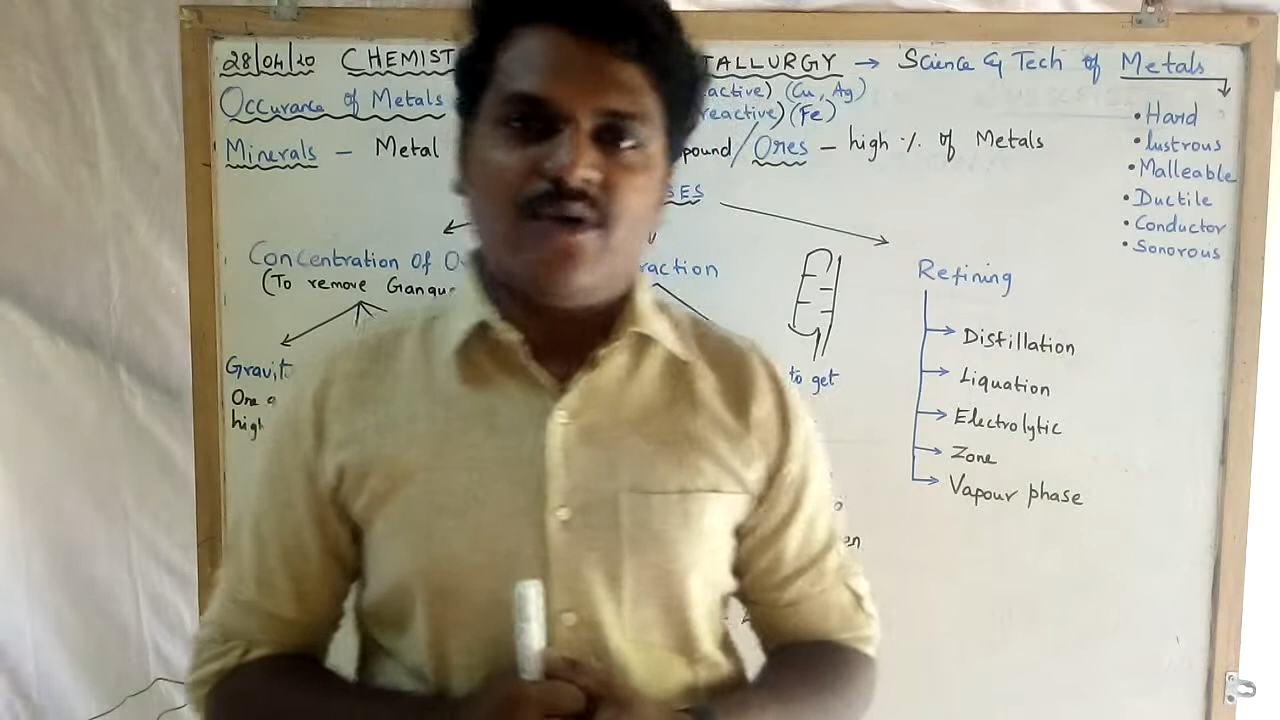 28/04/20 CHEMIST TALLURGY → Science & Tech of Metals
Occurance of Metals active) (Cu, Ag)
reactive) (Fe)
• Hard
• lustrous
• Malleable
• Ductile
• Conductor
• Sonorous
Minerals - Metal pound/Ores - high % of Metals
SES
Concentration of O raction
(To remove Gangue
Refining
Distillation
Liquation
Electrolytic
Zone
Vapour phase
Gravit
high
to get
en